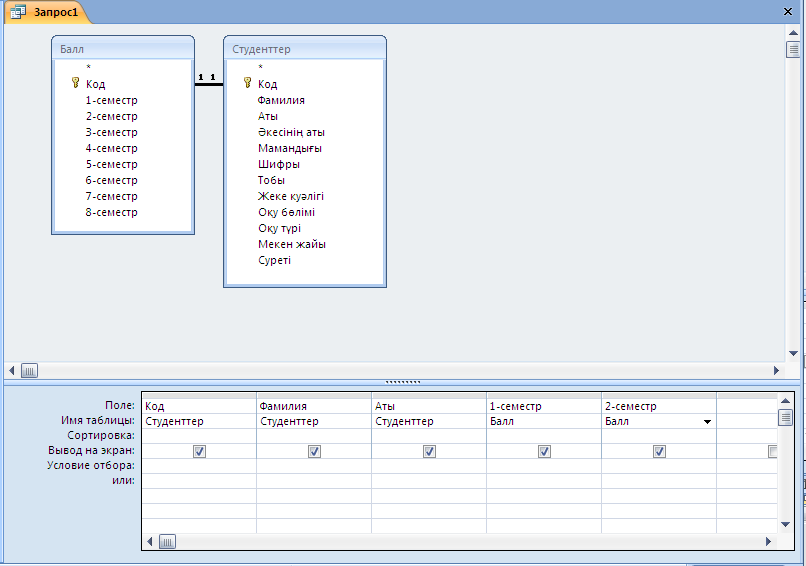 Запрос1
Балл
*
Код
1-семестр
2-семестр
3-семестр
4-семестр
5-семестр
6-семестр
7-семестр
8-семестр
1 1
Студенттер
*
Код
Фамилия
Аты
Әкесінің аты
Мамандығы
Шифры
Тобы
Жеке куәлігі
Оқу бөлімі
Оқу түрі
Мекен жайы
Суреті
Поле: Код Фамилия Аты 1-семестр 2-семестр
Имя таблицы: Студенттер Студенттер Студенттер Балл Балл
Сортировка:
Вывод на экран:
Условие отбора:
или: